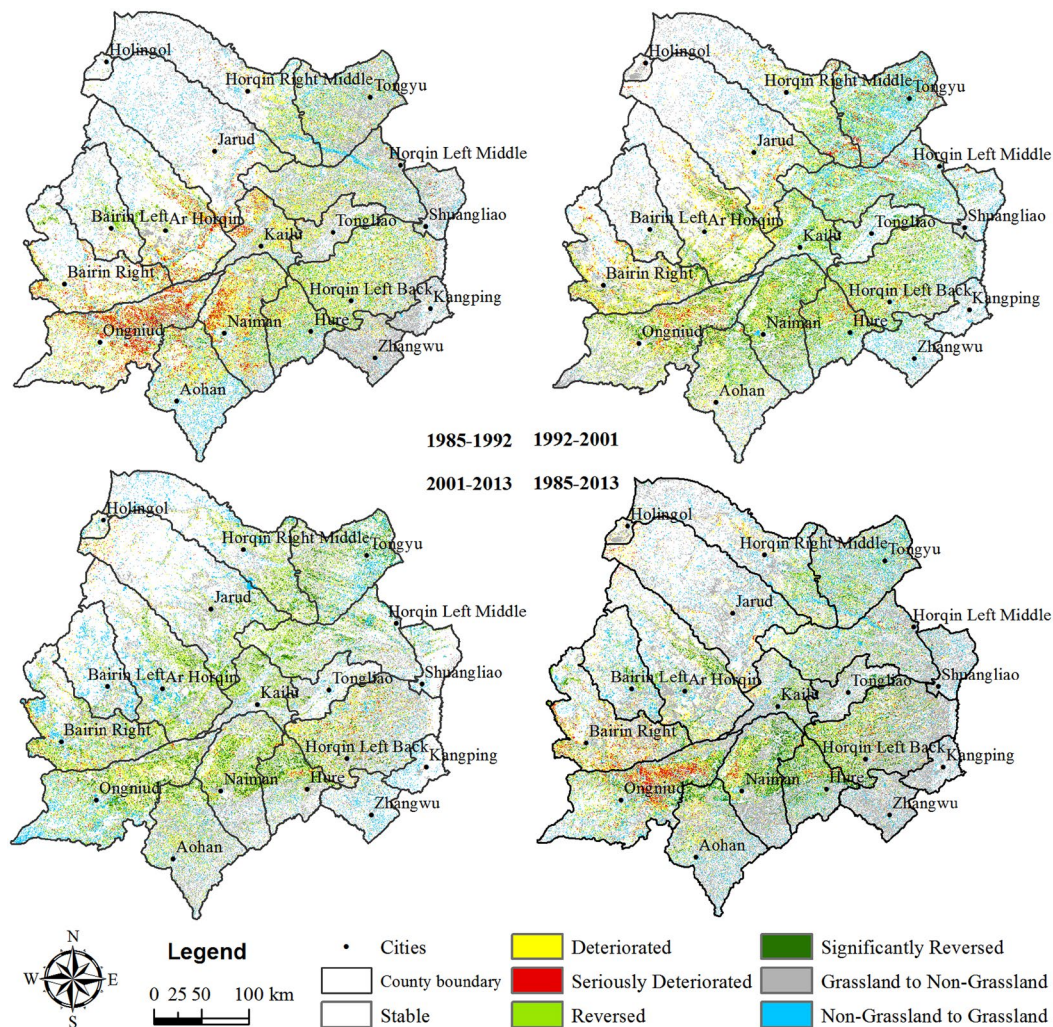 Holingol
Horqin Right Middle
Tongyu
Jarud
Horqin Left Middle
Bairin Left
Ar Horqin
Tongliao
Shuangliao
Kailu
Bairin Right
Horqin Left Back
Kangping
Ongniud
Naiman
Hure
Zhangwu
Aohan
Holingol
Horqin Right Middle
Tongyu
Jarud
Horqin Left Middle
Bairin Left
Ar Horqin
Tongliao
Shuangliao
Kailu
Bairin Right
Horqin Left Back
Kangping
Ongniud
Naiman
Hure
Zhangwu
Aohan
1985-1992 1992-2001
2001-2013 1985-2013
Holingol
Horqin Right Middle
Tongyu
Jarud
Horqin Left Middle
Bairin Left
Ar Horqin
Tongliao
Shuangliao
Kailu
Bairin Right
Horqin Left Back
Kangping
Ongniud
Naiman
Hure
Zhangwu
Aohan
Holingol
Horqin Right Middle
Tongyu
Jarud
Horqin Left Middle
Bairin Left
Ar Horqin
Tongliao
Shuangliao
Kailu
Bairin Right
Horqin Left Back
Kangping
Ongniud
Naiman
Hure
Zhangwu
Aohan
N
W E
S
Legend
0 25 50 100 km
Cities
County boundary
Stable
Deteriorated
Seriously Deteriorated
Reversed
Significantly Reversed
Grassland to Non-Grassland
Non-Grassland to Grassland